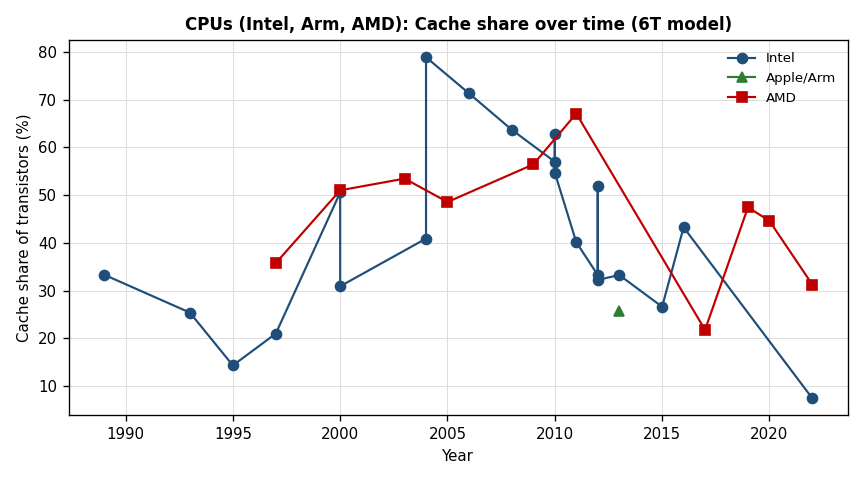 CPUs (Intel, Arm, AMD): Cache share over time (6T model)
Intel
Apple/Arm
AMD
Cache share of transistors (%)
80
70
60
50
40
30
20
10
1990 1995 2000 2005 2010 2015 2020
Year